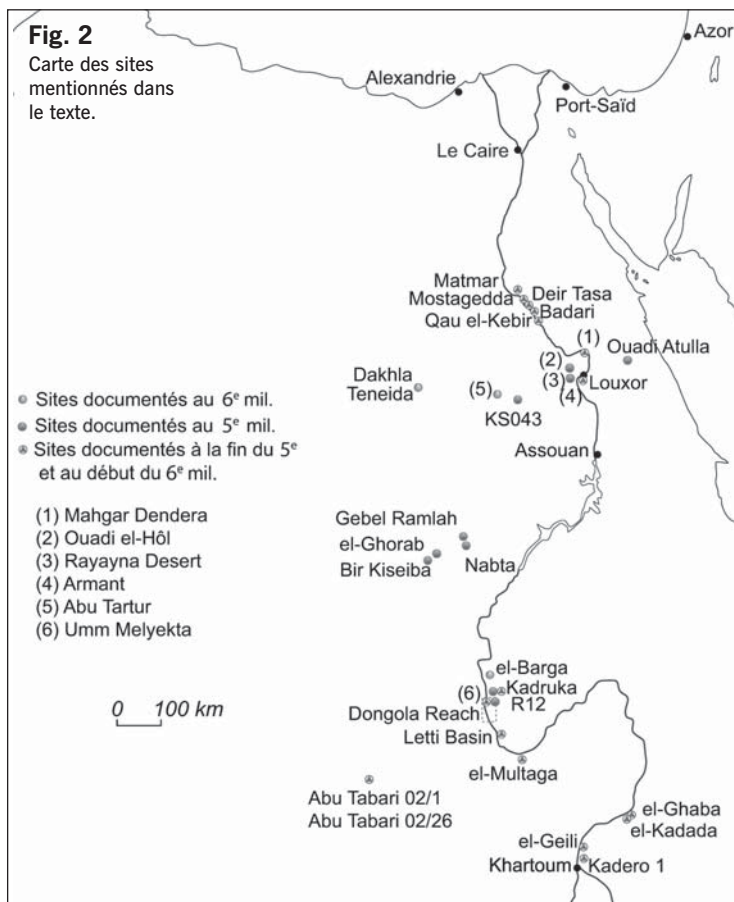 Fig. 2
Carte des sites
mentionnés dans
le texte.
Azor
Alexandrie
Port-Saïd
Le Caire
Matmar
Mostagedda
Deir Tasa
Badari
Qau el-Kebir
(1)
Ouadi Atulla
(2)
Dakhla
Teneida
(3)
Louxor
(5)
(4)
KS043
Sites documentés au 6e mil.
Sites documentés au 5e mil.
Sites documentés à la fin du 5e
et au début du 6e mil.
Assouan
(1) Mahgar Dendera
(2) Ouadi el-Hôl
(3) Rayayna Desert
(4) Armant
(5) Abu Tartur
(6) Umm Melyekta
Gebel Ramlah
el-Ghorab
Bir Kiseiba
Nabta
el-Barga
(6)
Kadruka
R12
0 100 km
Dongola Reach
Letti Basin
el-Multaga
Abu Tabari 02/1
Abu Tabari 02/26
el-Ghaba
el-Kadada
el-Geili
Khartoum
Kadero 1